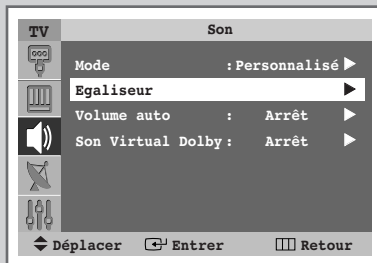 TV Son
Mode : Personnalisé
Egaliseur
Volume auto : Arrêt
Son Virtual Dolby : Arrêt
Déplacer Entrer Retour